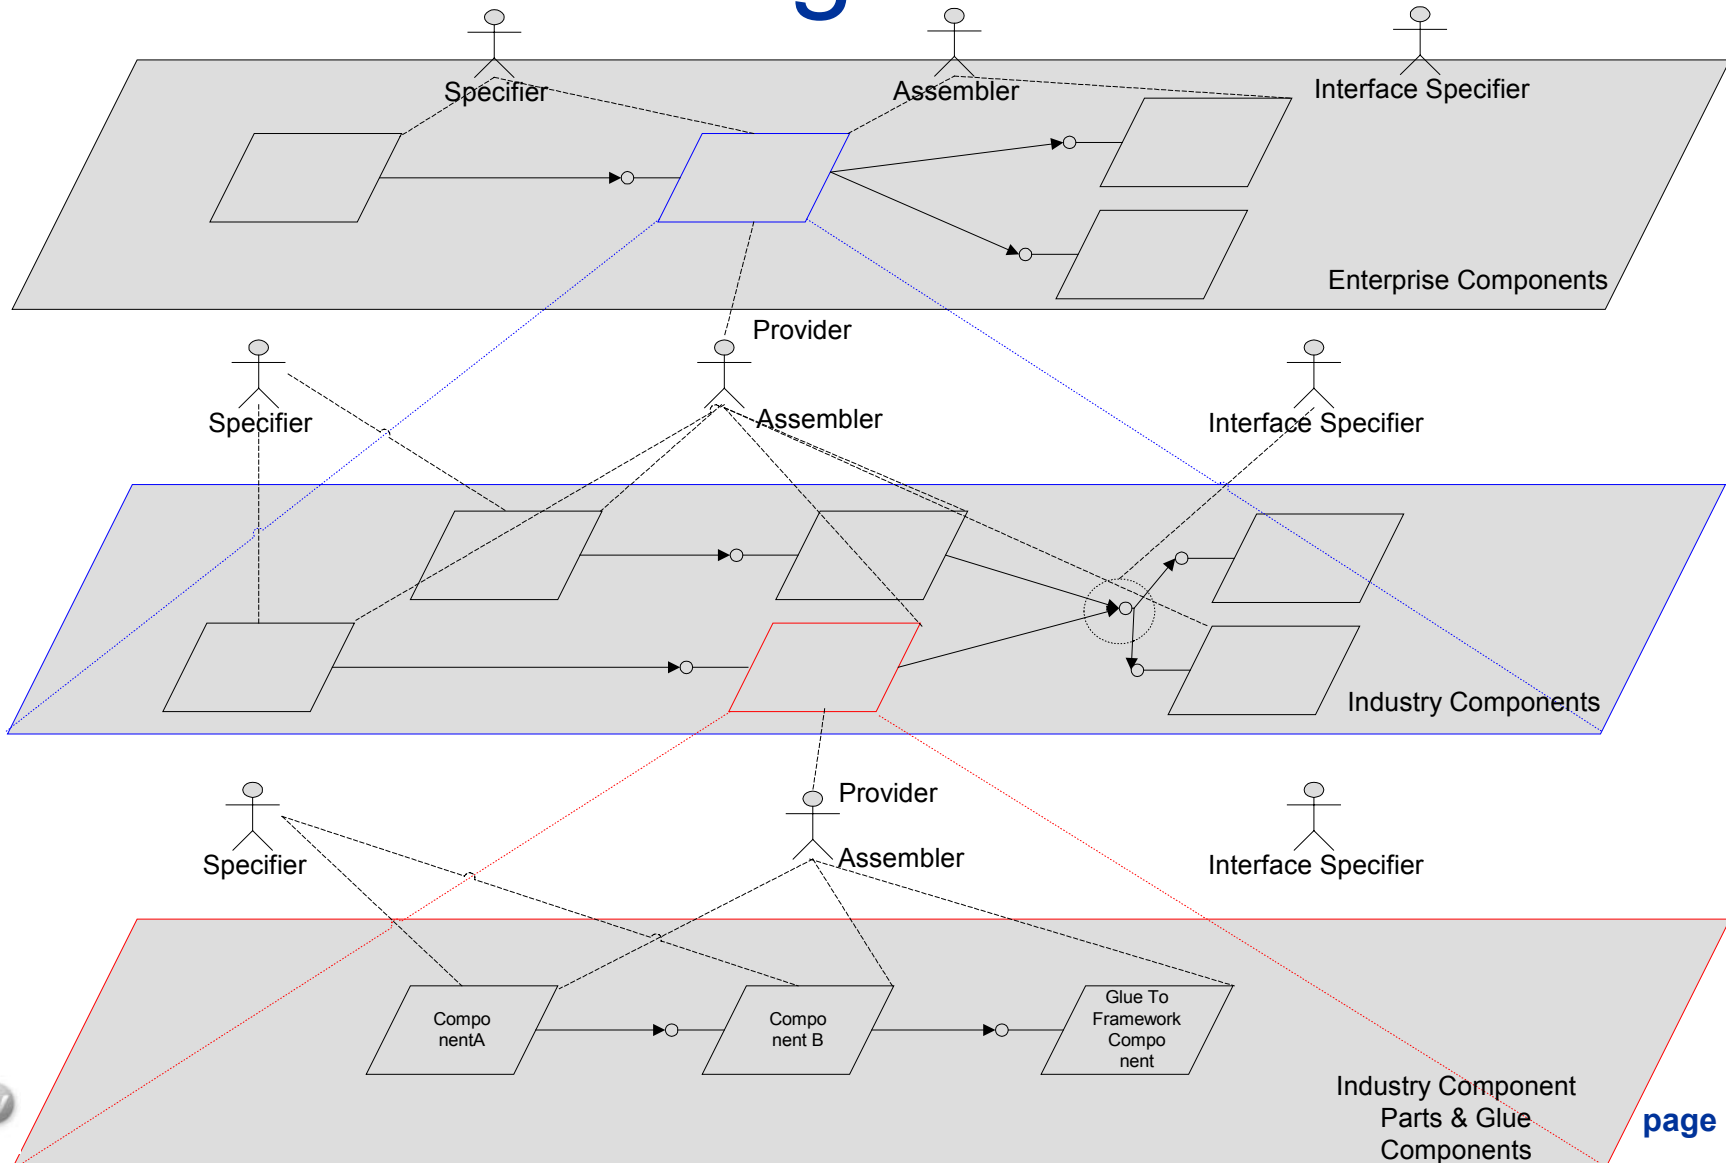 Specifier
Assembler
Interface Specifier
Enterprise Components
Provider
Specifier
Assembler
Interface Specifier
Industry Components
Provider
Specifier
Assembler
Interface Specifier
Compo
nentA
Compo
nent B
Glue To
Framework
Compo
nent
Industry Component
Parts & Glue
Components
page